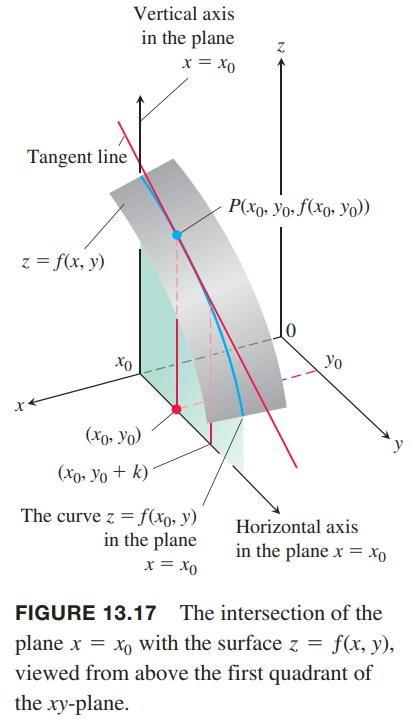 Vertical axis
in the plane
x = x₀
z
Tangent line
P(x₀, y₀, f(x₀, y₀))
z = f(x, y)
0
x₀
y₀
x
y
(x₀, y₀)
(x₀, y₀ + k)
The curve z = f(x₀, y)
in the plane
x = x₀
Horizontal axis
in the plane x = x₀
FIGURE 13.17 The intersection of the
plane x = x₀ with the surface z = f(x, y),
viewed from above the first quadrant of
the xy-plane.